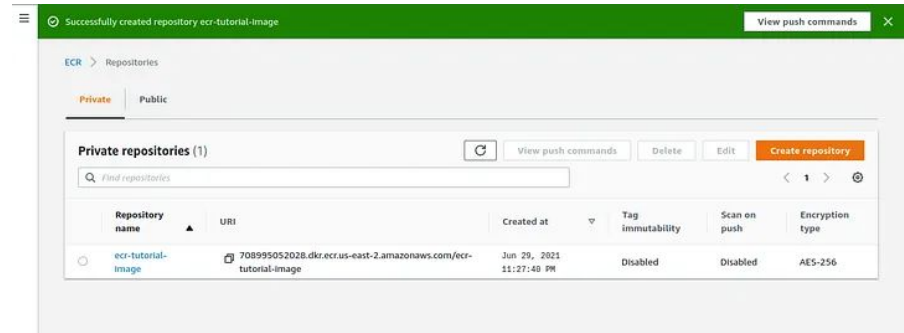 Successfully created repository ecr-tutorial-image
View push commands
ECR > Repositories
Private
Public
Private repositories (1)
View push commands
Delete
Edit
Create repository
Find repositories
1
Repository name
URI
Created at
Tag immutability
Scan on push
Encryption type
ecr-tutorial-
image
708995052028.dkr.ecr.us-east-2.amazonaws.com/ecr-
tutorial-image
Jun 29, 2021
11:27:40 PM
Disabled
Disabled
AES-256